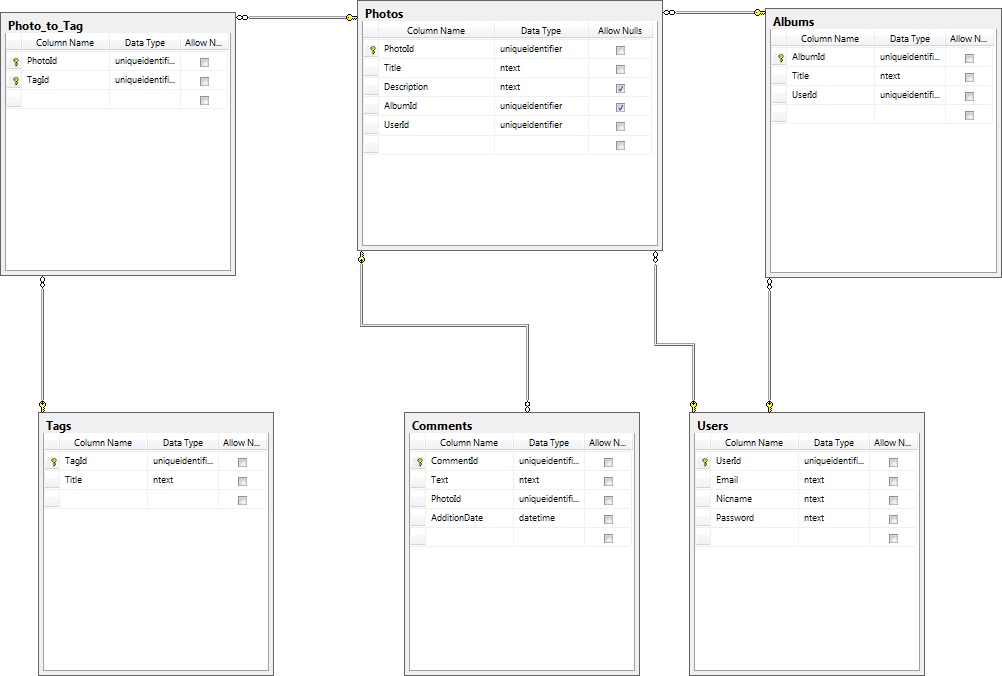 Photo_to_Tag
Column Name Data Type Allow N...
PhotoId uniqueidentifi...
TagId uniqueidentifi...
Photos
Column Name Data Type Allow Nulls
PhotoId uniqueidentifier
Title ntext
Description ntext
AlbumId uniqueidentifier
UserId uniqueidentifier
Albums
Column Name Data Type Allow N...
AlbumId uniqueidentifi...
Title ntext
UserId uniqueidentifi...
Tags
Column Name Data Type Allow N...
TagId uniqueidentifi...
Title ntext
Comments
Column Name Data Type Allow N...
CommentId uniqueidentifi...
Text ntext
PhotoId uniqueidentifi...
AdditionDate datetime
Users
Column Name Data Type Allow N...
UserId uniqueidentifi...
Email ntext
Nicname ntext
Password ntext